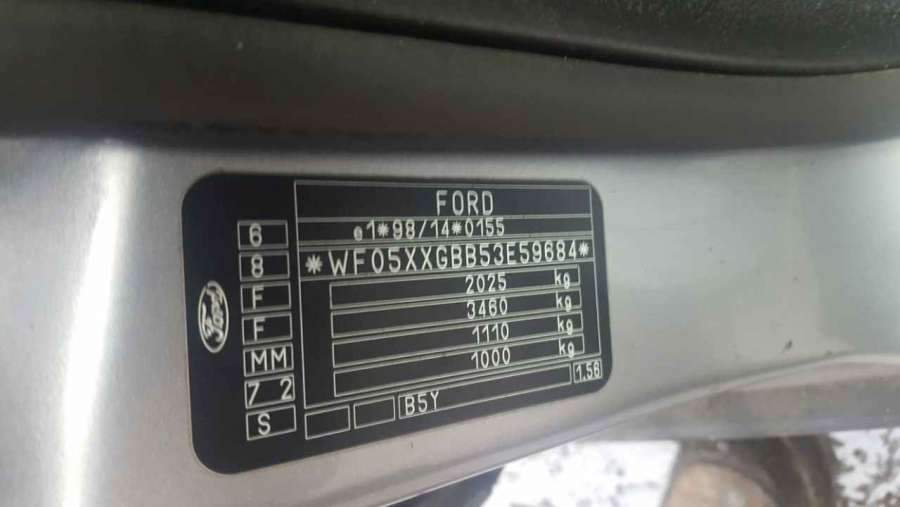 FORD
e1*98/14*0155
*WF05XXGBB53E59684*
2025 kg
3460 kg
1110 kg
1000 kg
B5Y
1.56
6
8
F
F
MM
7 2
S
Ford